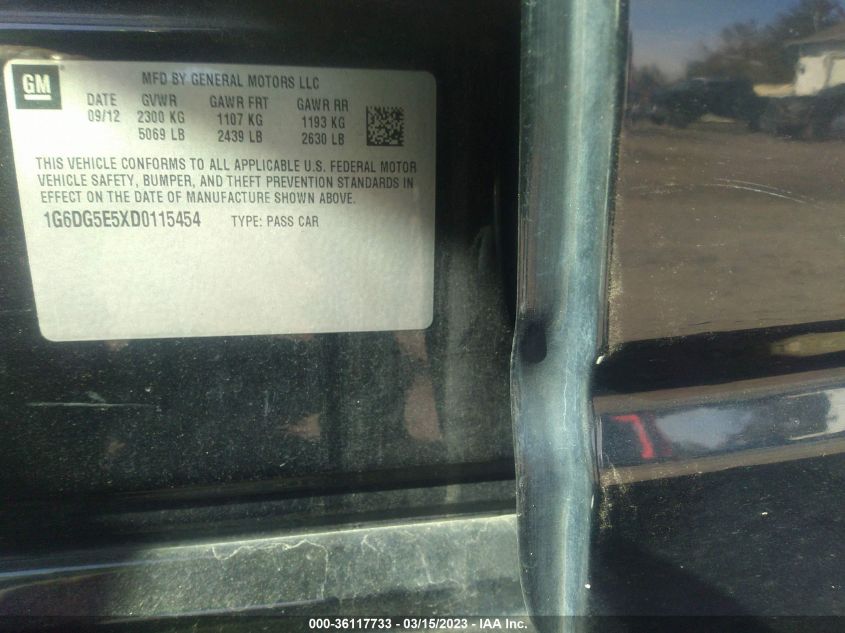 GM
MFD BY GENERAL MOTORS LLC
DATE GVWR GAWR FRT GAWR RR
09/12 2300 KG 1107 KG 1193 KG
5069 LB 2439 LB 2630 LB
THIS VEHICLE CONFORMS TO ALL APPLICABLE U.S. FEDERAL MOTOR
VEHICLE SAFETY, BUMPER, AND THEFT PREVENTION STANDARDS IN
EFFECT ON THE DATE OF MANUFACTURE SHOWN ABOVE.
1G6DG5E5XD0115454 TYPE: PASS CAR
000-36117733 - 03/15/2023 - IAA Inc.